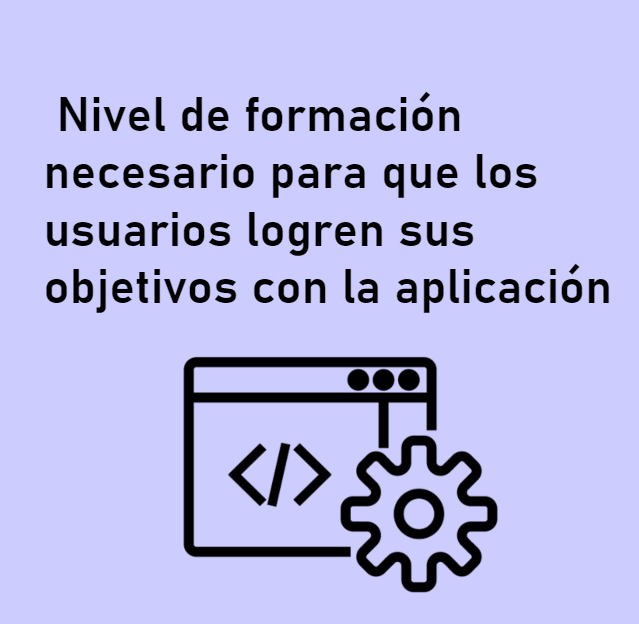 Nivel de formación
necesario para que los
usuarios logren sus
objetivos con la aplicación
</>